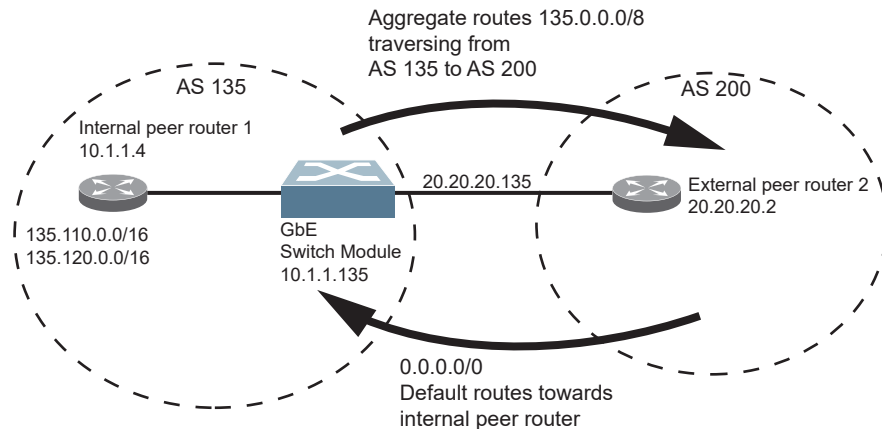 Aggregate routes 135.0.0.0/8
traversing from
AS 135 to AS 200
AS 135
AS 200
Internal peer router 1
10.1.1.4
20.20.20.135
External peer router 2
20.20.20.2
135.110.0.0/16
135.120.0.0/16
GbE
Switch Module
10.1.1.135
0.0.0.0/0
Default routes towards
internal peer router